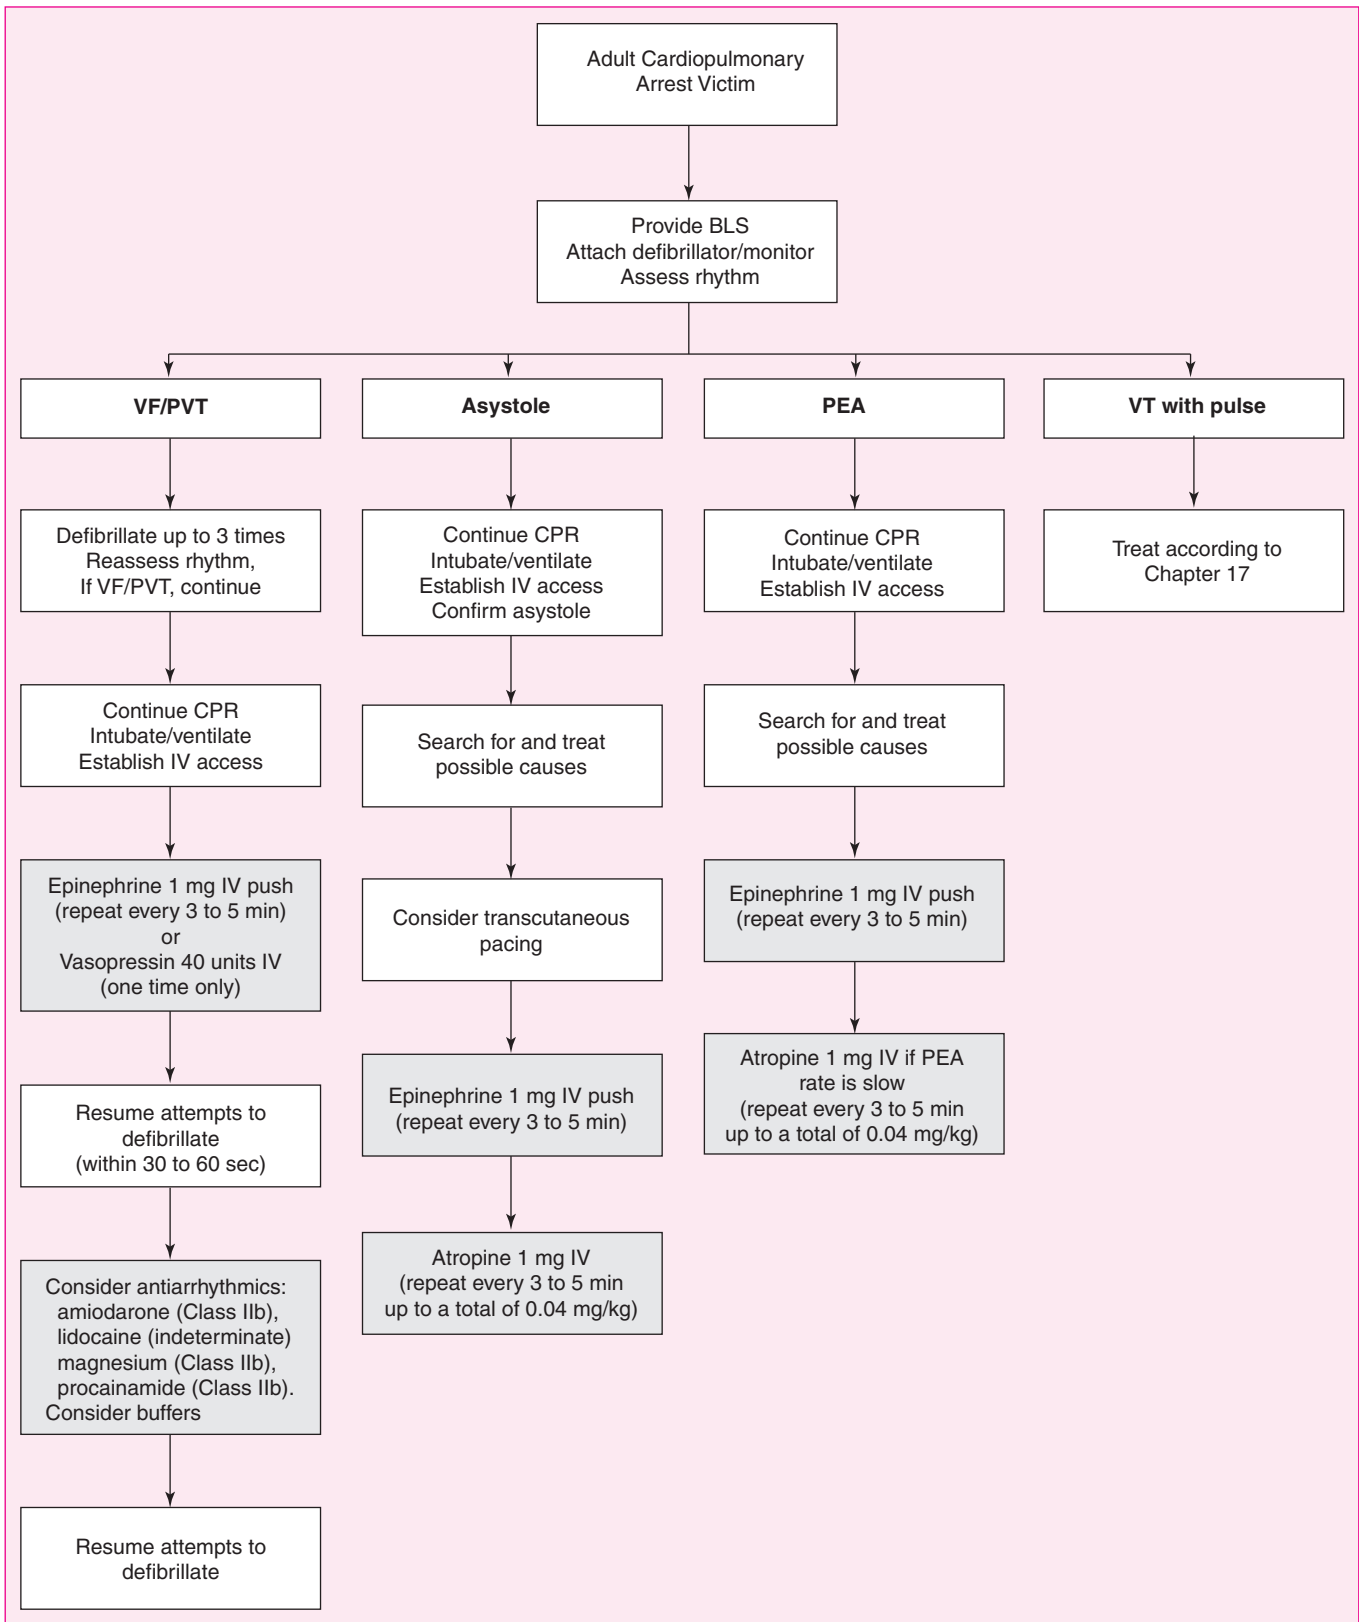 Adult Cardiopulmonary
Arrest Victim
Provide BLS
Attach defibrillator/monitor
Assess rhythm
VF/PVT
Defibrillate up to 3 times
Reassess rhythm,
If VF/PVT, continue
Continue CPR
Intubate/ventilate
Establish IV access
Epinephrine 1 mg IV push
(repeat every 3 to 5 min)
or
Vasopressin 40 units IV
(one time only)
Resume attempts to
defibrillate
(within 30 to 60 sec)
Consider antiarrhythmics:
amiodarone (Class IIb),
lidocaine (indeterminate)
magnesium (Class IIb),
procainamide (Class IIb).
Consider buffers
Resume attempts to
defibrillate
Asystole
Continue CPR
Intubate/ventilate
Establish IV access
Confirm asystole
Search for and treat
possible causes
Consider transcutaneous
pacing
Epinephrine 1 mg IV push
(repeat every 3 to 5 min)
Atropine 1 mg IV
(repeat every 3 to 5 min
up to a total of 0.04 mg/kg)
PEA
Continue CPR
Intubate/ventilate
Establish IV access
Search for and treat
possible causes
Epinephrine 1 mg IV push
(repeat every 3 to 5 min)
Atropine 1 mg IV if PEA
rate is slow
(repeat every 3 to 5 min
up to a total of 0.04 mg/kg)
VT with pulse
Treat according to
Chapter 17